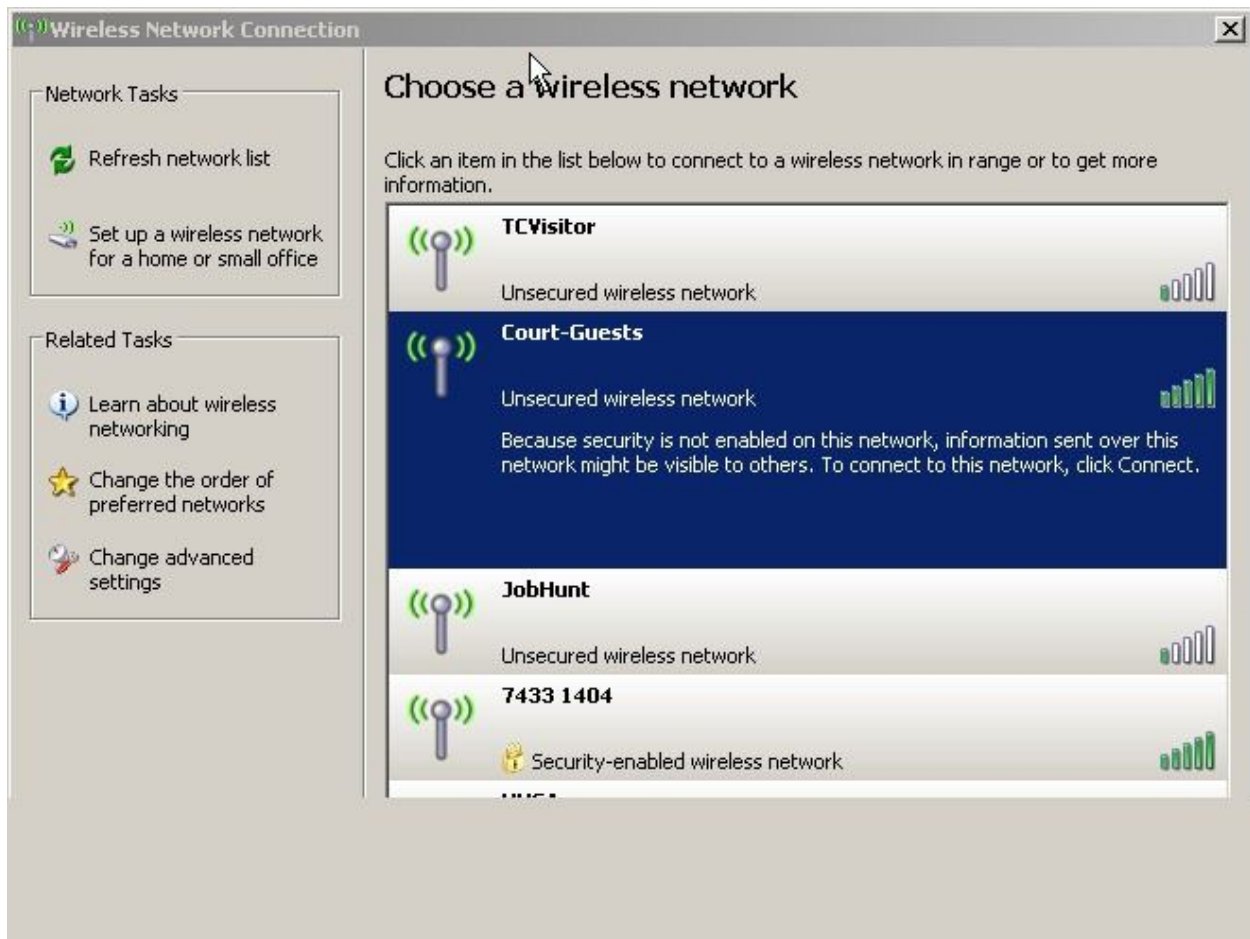 Wireless Network Connection
Network Tasks
Refresh network list
Set up a wireless network
for a home or small office
Related Tasks
Learn about wireless
networking
Change the order of
preferred networks
Change advanced
settings
Choose a wireless network
Click an item in the list below to connect to a wireless network in range or to get more
information.
TCVisitor
Unsecured wireless network
Court-Guests
Unsecured wireless network
Because security is not enabled on this network, information sent over this
network might be visible to others. To connect to this network, click Connect.
JobHunt
Unsecured wireless network
7433 1404
Security-enabled wireless network